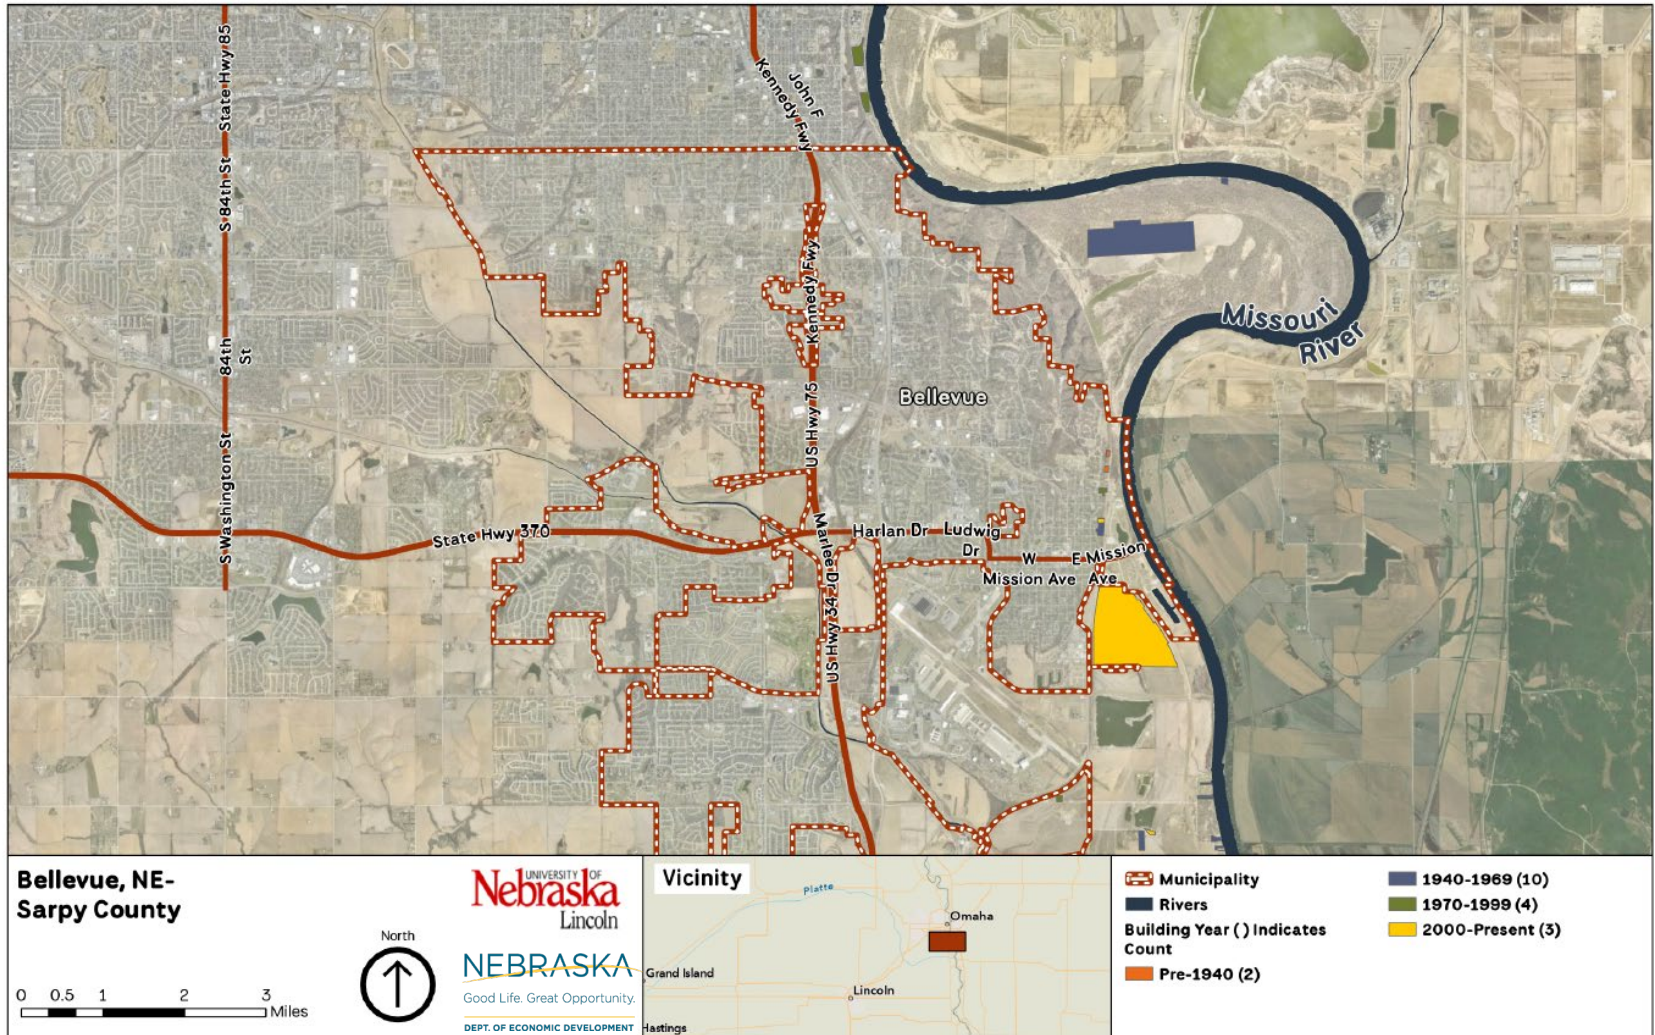 State Hwy 85
S 84th St
84th
St
S Washington St
State Hwy 370
John F
Kennedy Fwy
Kennedy Fwy
US Hwy 75
Marlee Dr
US Hwy 34
Harlan Dr
Ludwig
Dr
W
Mission Ave
E Mission
Ave
Bellevue
Missouri
River
Bellevue, NE-
Sarpy County
0 0.5 1 2 3
Miles
North
UNIVERSITY OF
Nebraska
Lincoln
NEBRASKA
Good Life. Great Opportunity.
DEPT. OF ECONOMIC DEVELOPMENT
Vicinity
Platte
Omaha
Grand Island
Lincoln
Hastings
Municipality
Rivers
Building Year ( ) Indicates
Count
Pre-1940 (2)
1940-1969 (10)
1970-1999 (4)
2000-Present (3)